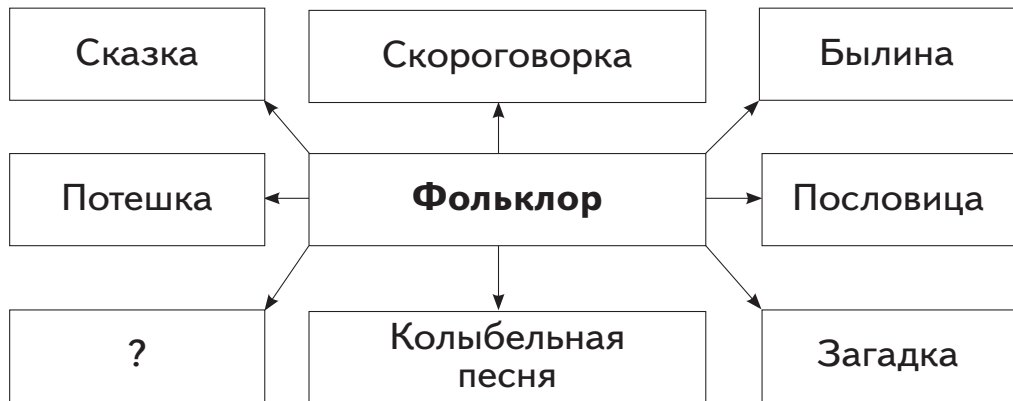 Сказка
Скороговорка
Былина
Потешка
Фольклор
Пословица
?
Колыбельная
песня
Загадка